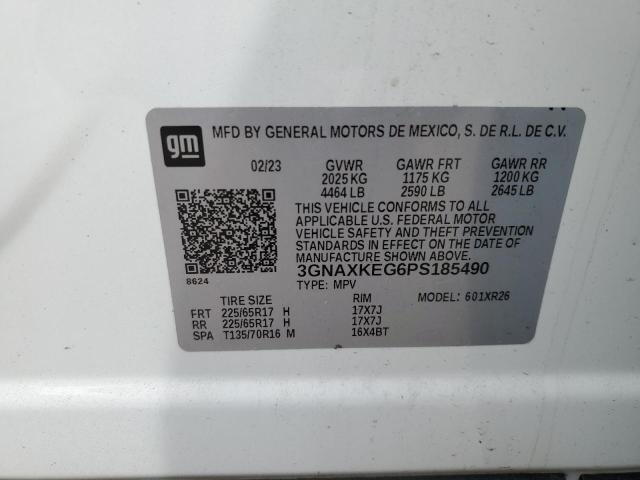 gm
MFD BY GENERAL MOTORS DE MEXICO, S. DE R.L. DE C.V.
02/23 GVWR GAWR FRT GAWR RR
2025 KG 1175 KG 1200 KG
4464 LB 2590 LB 2645 LB
THIS VEHICLE CONFORMS TO ALL
APPLICABLE U.S. FEDERAL MOTOR
VEHICLE SAFETY AND THEFT PREVENTION
STANDARDS IN EFFECT ON THE DATE
OF MANUFACTURE SHOWN ABOVE.
3GNAXKEG6PS185490
8624 TYPE: MPV MODEL: 601XR26
TIRE SIZE RIM
FRT 225/65R17 H 17X7J
RR 225/65R17 H 17X7J
SPA T135/70R16 M 16X4BT